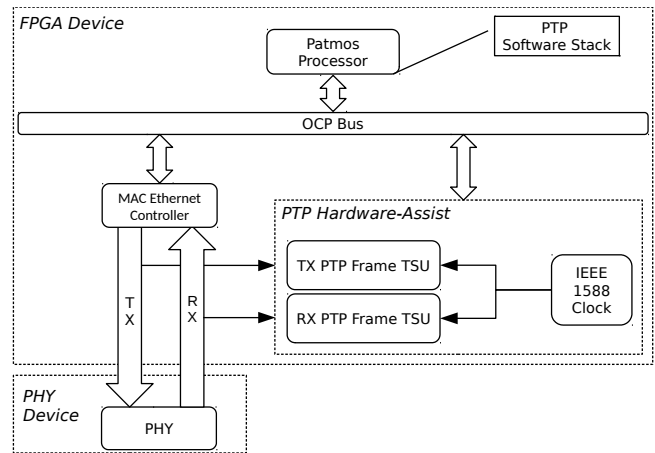 FPGA Device
Patmos
Processor
PTP
Software Stack
OCP Bus
MAC Ethernet
Controller
PTP Hardware-Assist
TX PTP Frame TSU
RX PTP Frame TSU
IEEE
1588
Clock
T
X
R
X
PHY
Device
PHY